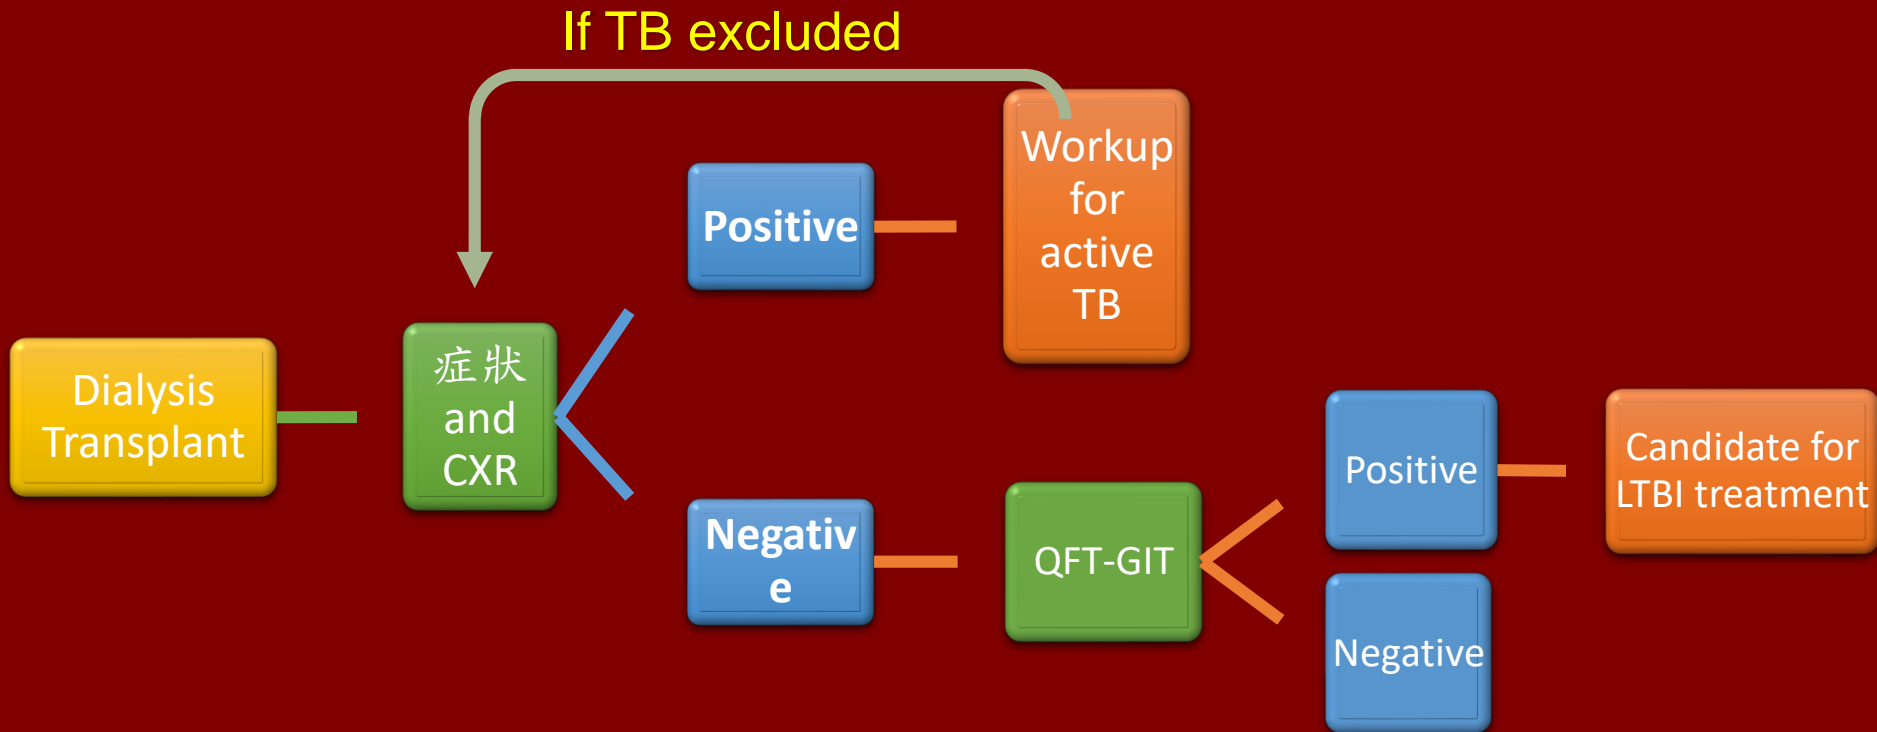 If TB excluded
Dialysis
Transplant
症狀
and
CXR
Positive
Workup
for
active
TB
Negativ
e
QFT-GIT
Positive
Candidate for
LTBI treatment
Negative